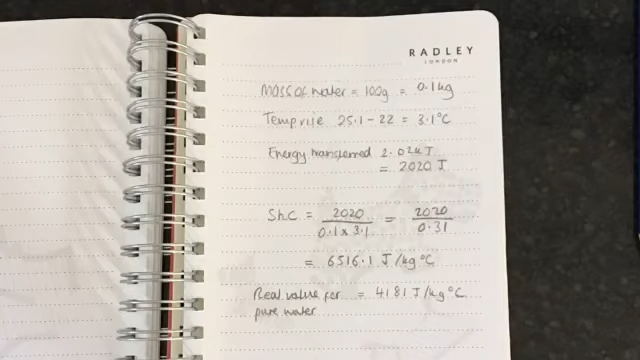 RADLEY
LONDON
Mass of water = 100g = 0.1kg
Temp rise 25.1 - 22 = 3.1°C
Energy transferred 2.02kJ
= 2020 J
S.h.C = 2020 / 0.1 x 3.1 = 2020 / 0.31
= 6516.1 J/kg°C
Real value for = 4181 J/kg°C
pure water